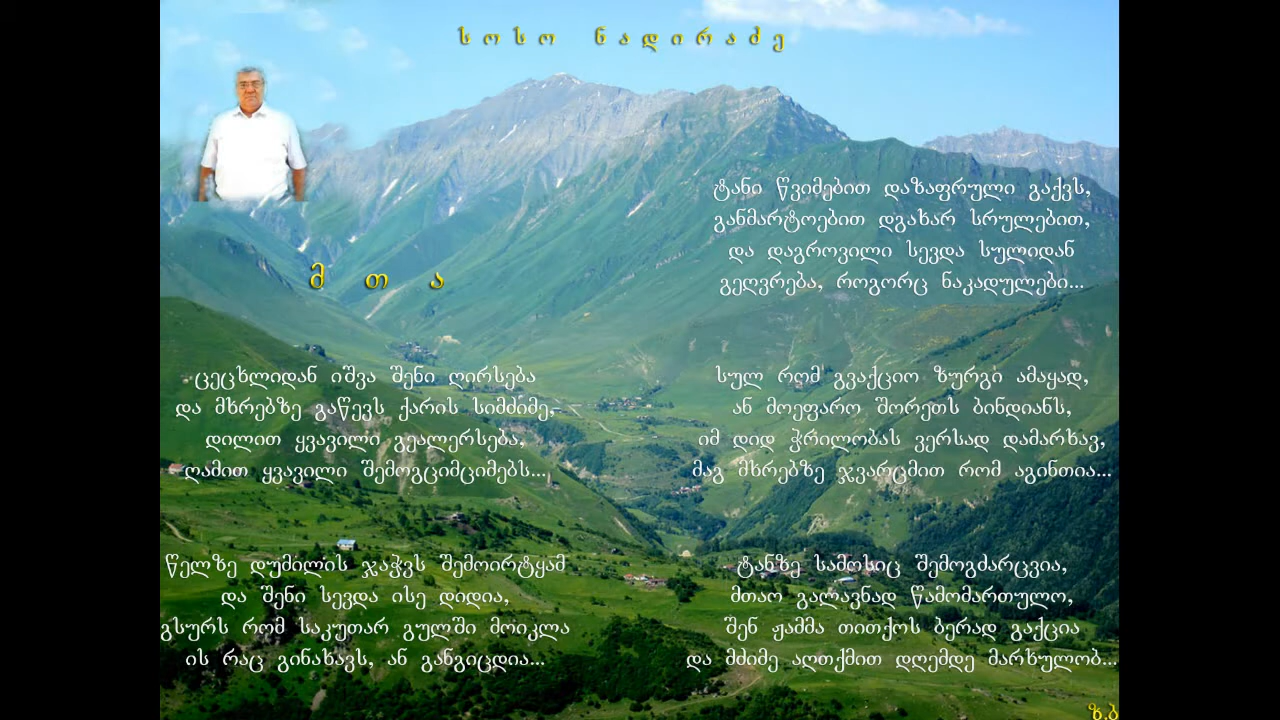 სოსო ნადირაძე
მთა
ცეცხლიდან იშვა შენი ღირსება
და მხრებზე გაწევს ქარის სიმძიმე,
დილით ყვავილი გეალერსება,
ღამით ყვავილი შემოგციმციმებს...
წელზე დუმილის ჯაჭვს შემოირტყამ
და შენი სევდა ისე დიდია,
გსურს რომ საკუთარ გულში მოიკლა
ის რაც გინახავს, ან განგიცდია...
ტანი წვიმებით დაზაფრული გაქვს,
განმარტოებით დგახარ სრულებით,
და დაგროვილი სევდა სულიდან
გეღვრება, როგორც ნაკადულები...
სულ რომ გვაქციო ზურგი ამაყად,
ან მოეფარო შორეთს ბინდიანს,
იმ დიდ ჭრილობას ვერსად დამარხავ,
მაგ მხრებზე ჯვარცმით რომ აგინთია...
ტანზე სამოსიც შემოგძარცვია,
მთაო გალავნად წამომართულო,
შენ ჟამმა თითქოს ბერად გაქცია
და მძიმე აღთქმით დღემდე მარხულობ...
ზ.ბ